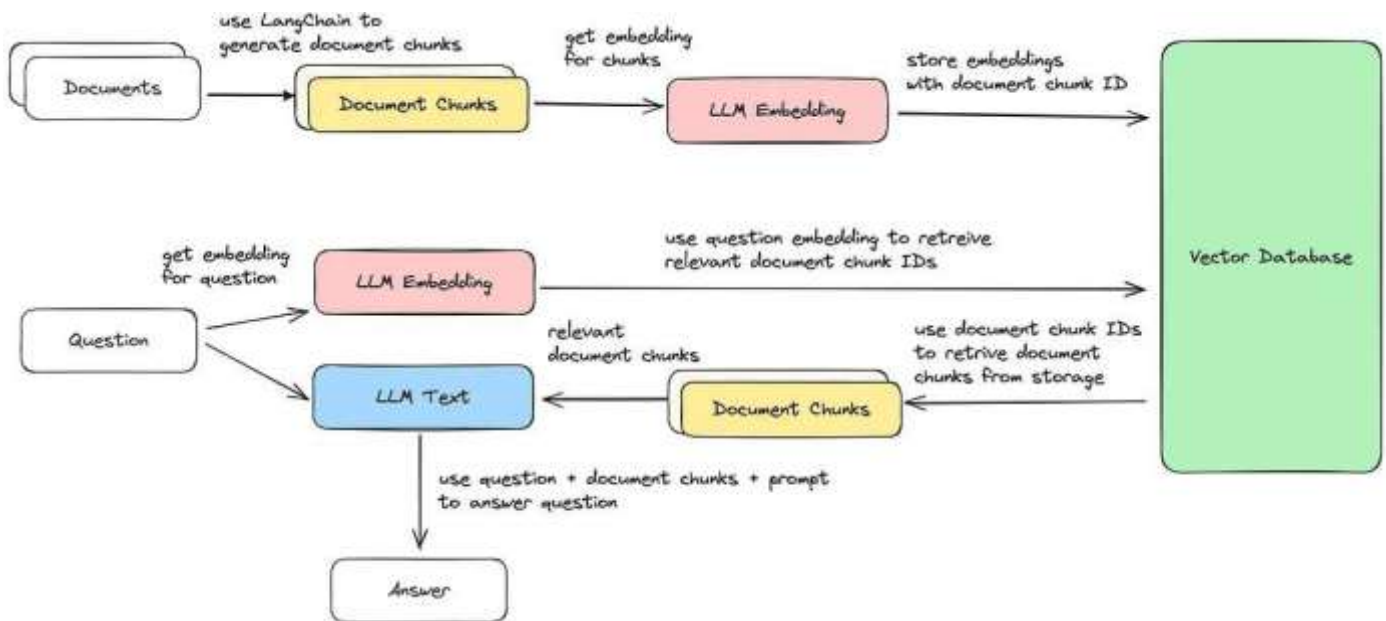 use LangChain to
generate document chunks
get embedding
for chunks
store embeddings
with document chunk ID
Documents
Document Chunks
LLM Embedding
Vector Database
get embedding
for question
LLM Embedding
use question embedding to retreive
relevant document chunk IDs
Question
relevant
document chunks
use document chunk IDs
to retrive document
chunks from storage
LLM Text
Document Chunks
use question + document chunks + prompt
to answer question
Answer